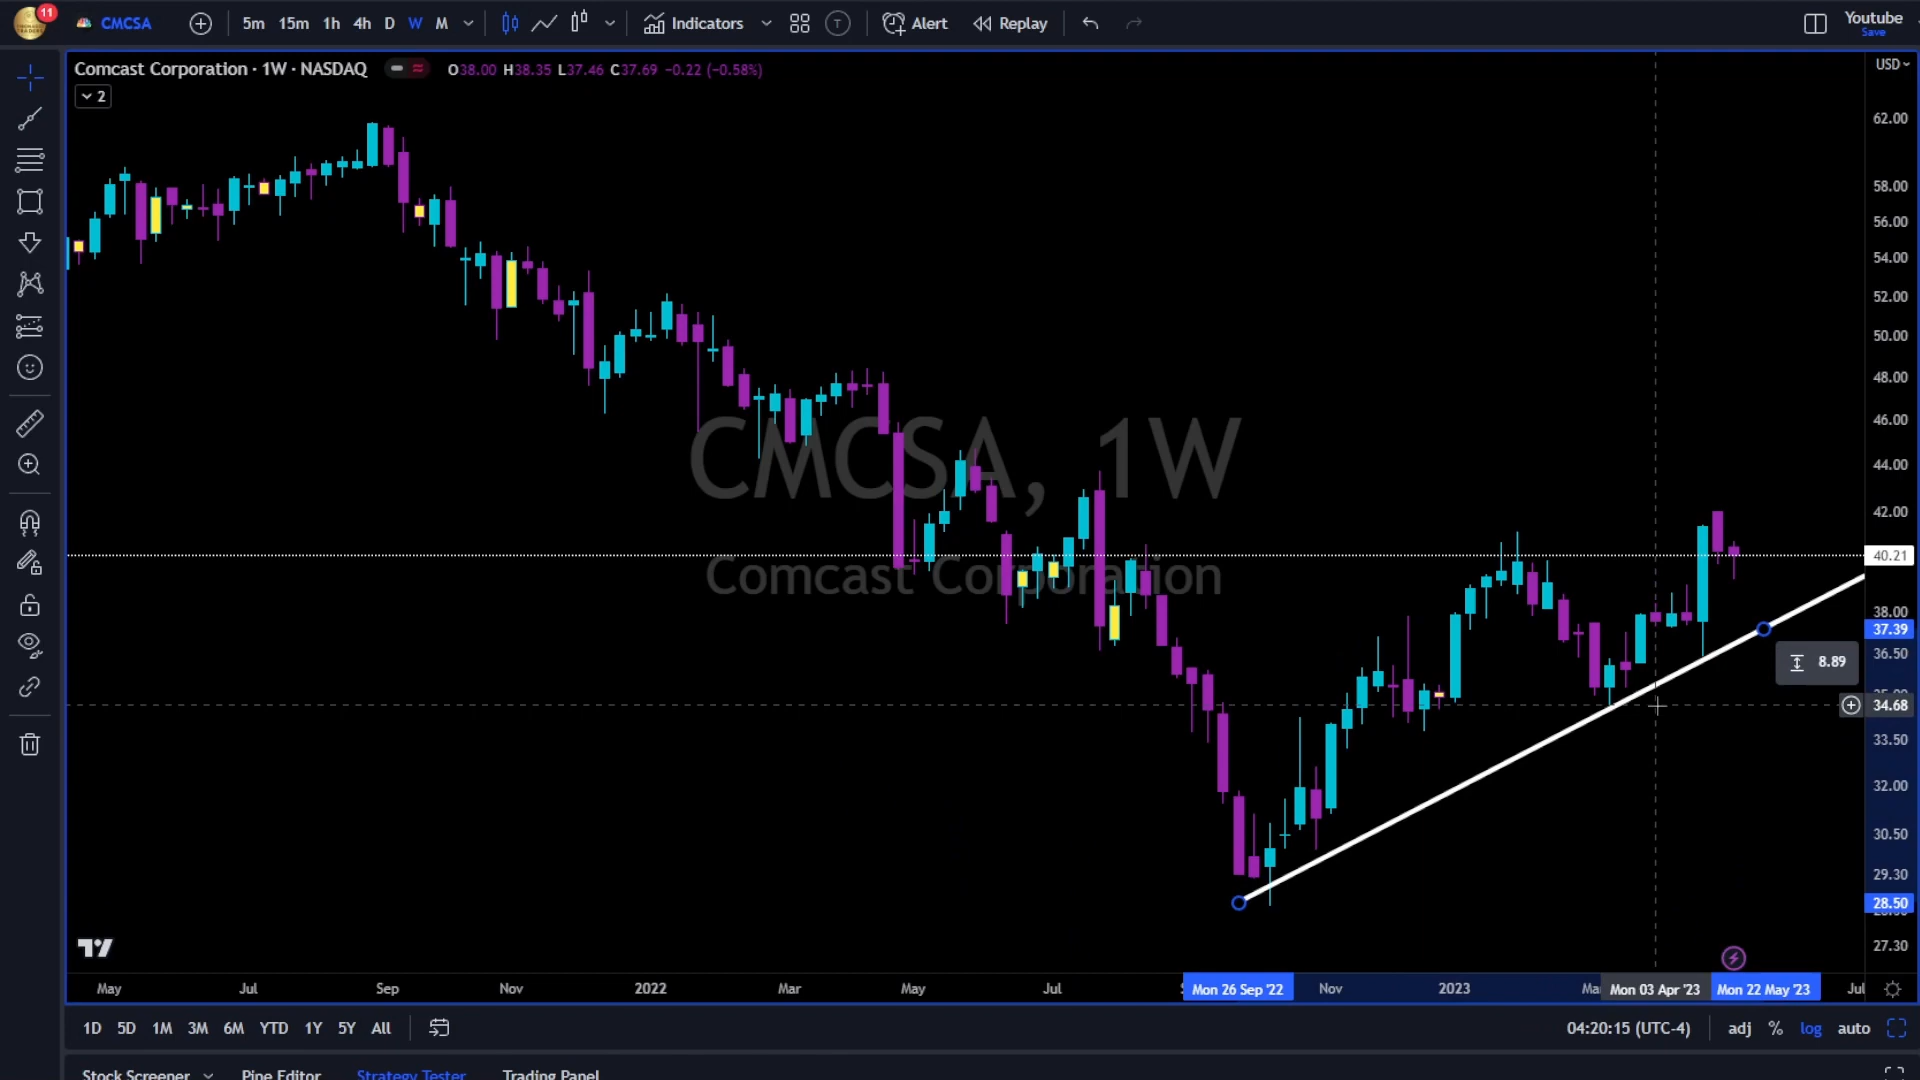 11 CMCSA 5m 15m 1h 4h D W M Indicators T Alert Replay Youtube
Save
Comcast Corporation · 1W · NASDAQ O38.00 H38.35 L37.46 C37.69 −0.22 (−0.58%) USD
2
62.00
58.00
56.00
54.00
52.00
50.00
48.00
46.00
CMCSA, 1W
44.00
42.00
40.21
Comcast Corporation
38.00
37.39
36.50
8.89
34.68
33.50
32.00
30.50
29.30
28.50
27.30
May Jul Sep Nov 2022 Mar May Jul Mon 26 Sep '22 Nov 2023 Mon 03 Apr '23 Mon 22 May '23 Jul
1D 5D 1M 3M 6M YTD 1Y 5Y All 04:20:15 (UTC-4) adj % log auto
Stock Screener Pine Editor Strategy Tester Trading Panel